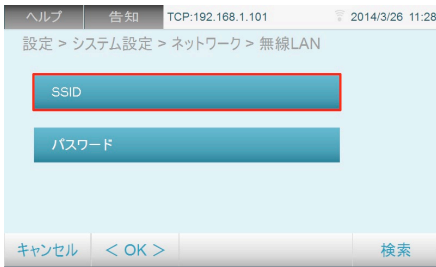 ヘルプ 告知 TCP:192.168.1.101 2014/3/26 11:28
設定 > システム設定 > ネットワーク > 無線LAN
SSID
パスワード
キャンセル < OK > 検索